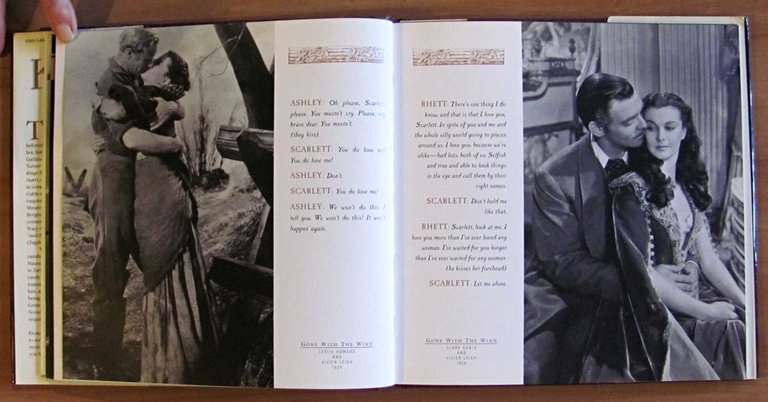 ASHLEY: Oh please, Scarlett,
please. You mustn't cry. Please, my
brave dear. You mustn't.
(they kiss)
SCARLETT: You do love me!
You do love me!
ASHLEY: Don't.
SCARLETT: You do love me!
ASHLEY: We won't do this, I
tell you. We won't do this! It won't
happen again.
GONE WITH THE WIND
LESLIE HOWARD
AND
VIVIEN LEIGH
1939
RHETT: There's one thing I do
know, and that is that I love you,
Scarlett. In spite of you and me and
the whole silly world going to pieces
around us. I love you, because we're
alike—bad lots, both of us. Selfish
and true and able to look things
in the eye and call them by their
right names.
SCARLETT: Don't hold me
like that.
RHETT: Scarlett, look at me. I
love you more than I've ever loved any
woman. I've waited for you longer
than I've ever waited for any woman.
(he kisses her forehead)
SCARLETT: Let me alone.
GONE WITH THE WIND
CLARK GABLE
AND
VIVIEN LEIGH
1939